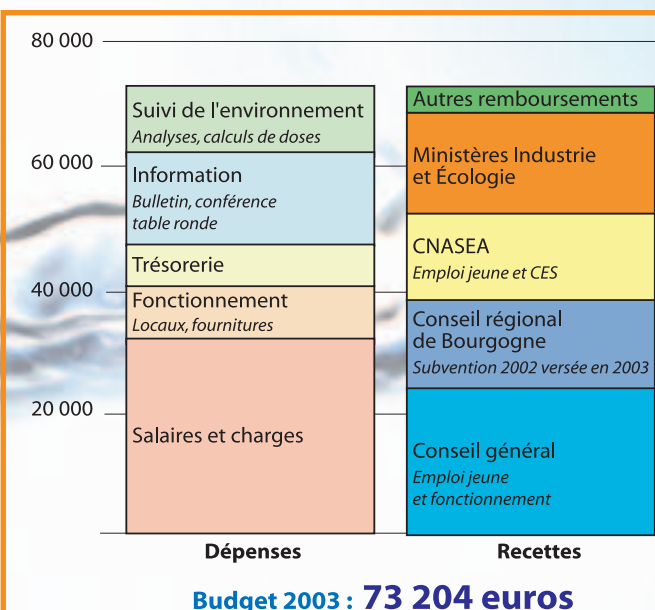 80 000
60 000
40 000
20 000
Suivi de l'environnement
Analyses, calculs de doses
Information
Bulletin, conférence
table ronde
Trésorerie
Fonctionnement
Locaux, fournitures
Salaires et charges
Dépenses
Autres remboursements
Ministères Industrie
et Écologie
CNASEA
Emploi jeune et CES
Conseil régional
de Bourgogne
Subvention 2002 versée en 2003
Conseil général
Emploi jeune
et fonctionnement
Recettes
Budget 2003 : 73 204 euros